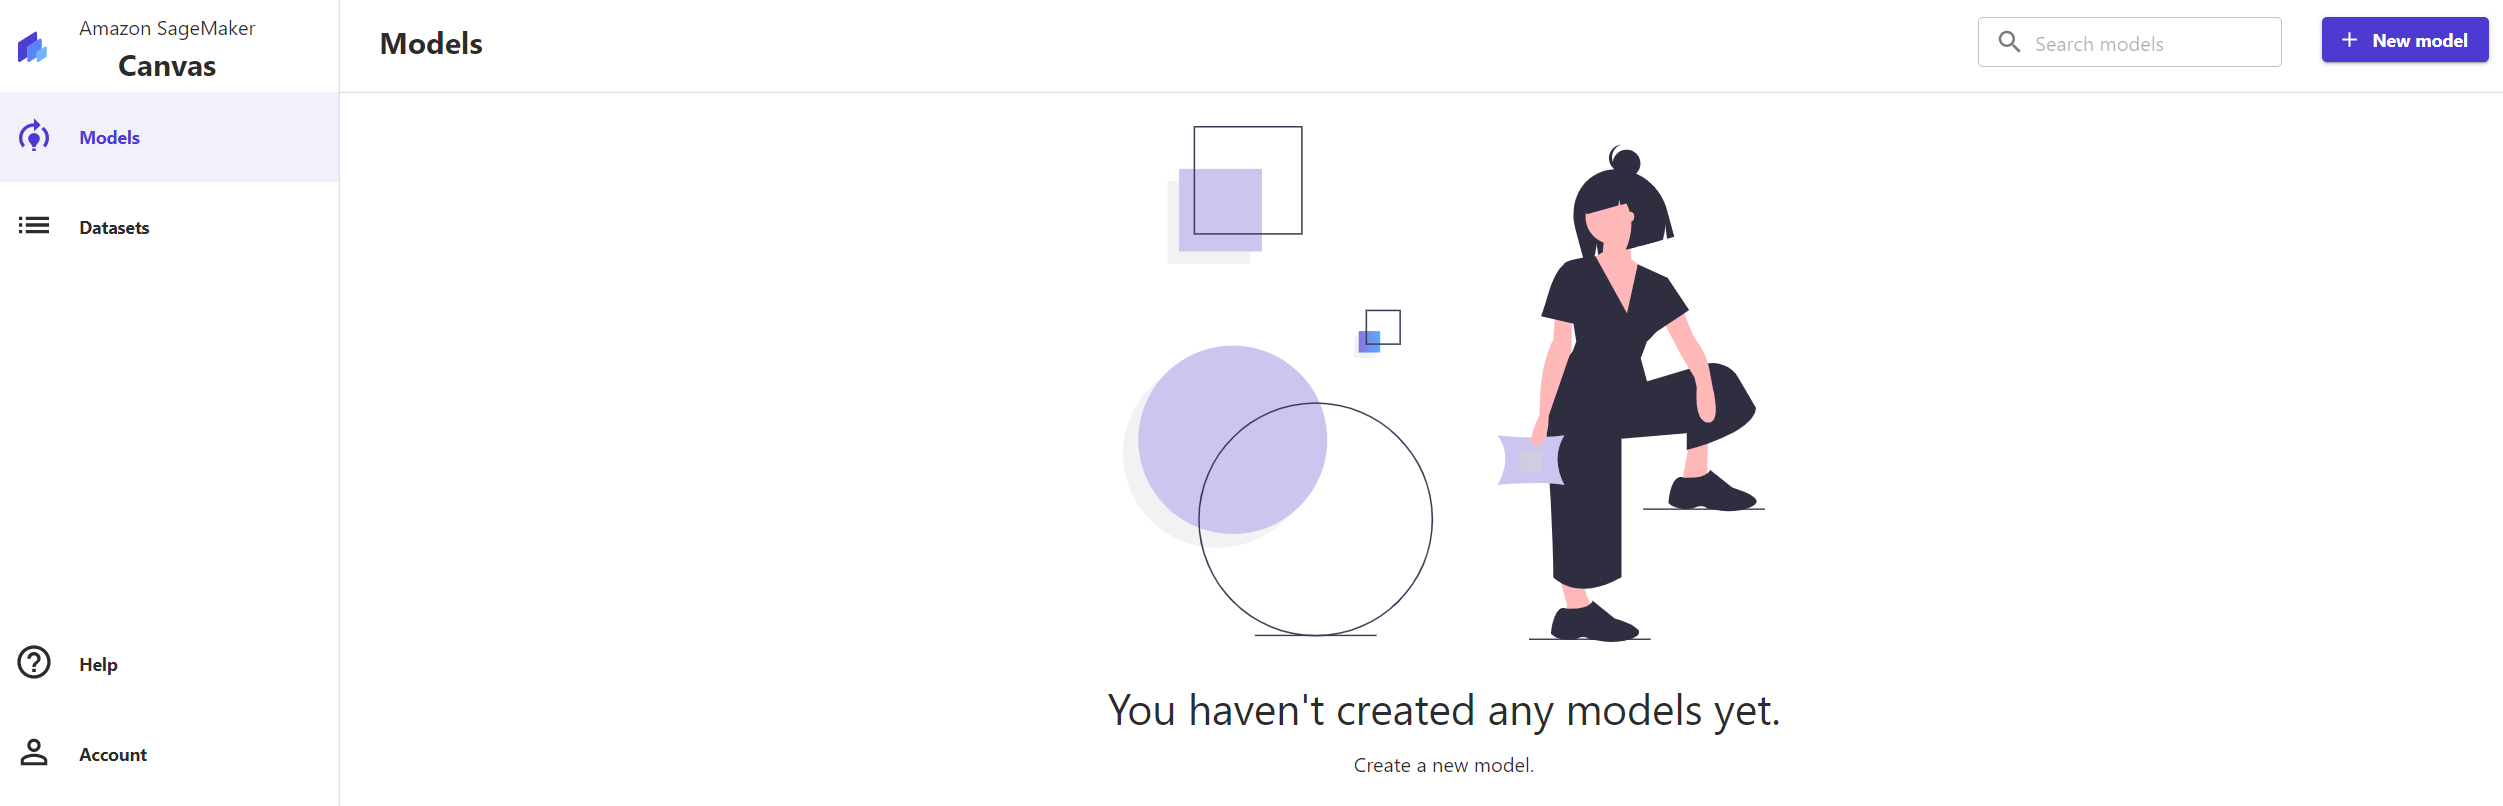 Amazon SageMaker
Canvas
Models
Datasets
Help
Account
Models
Search models
+ New model
You haven't created any models yet.
Create a new model.